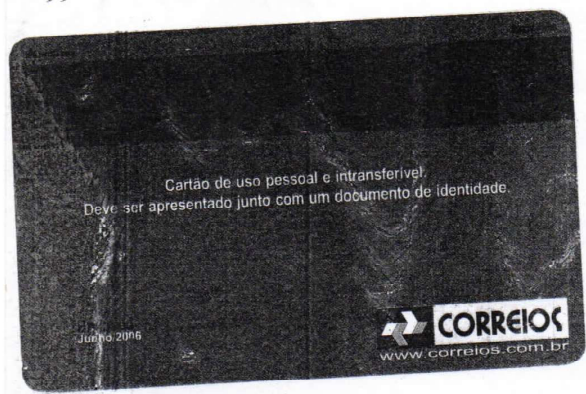 Cartão de uso pessoal e intransferível.
Deve ser apresentado junto com um documento de identidade.
Junho/2006
CORREIOS
www.correios.com.br